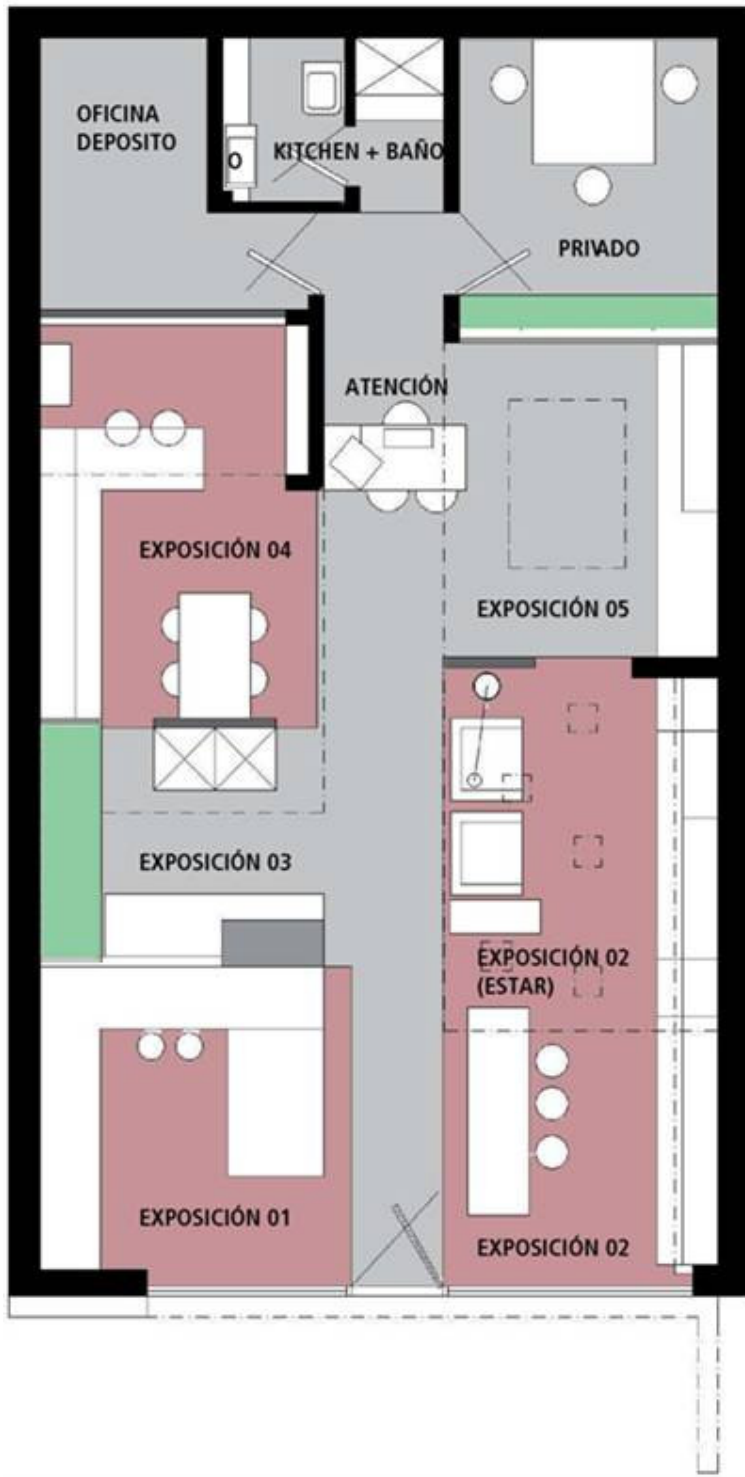 OFICINA
DEPOSITO
KITCHEN + BAÑO
PRIVADO
ATENCIÓN
EXPOSICIÓN 04
EXPOSICIÓN 05
EXPOSICIÓN 03
EXPOSICIÓN 02
(ESTAR)
EXPOSICIÓN 01
EXPOSICIÓN 02